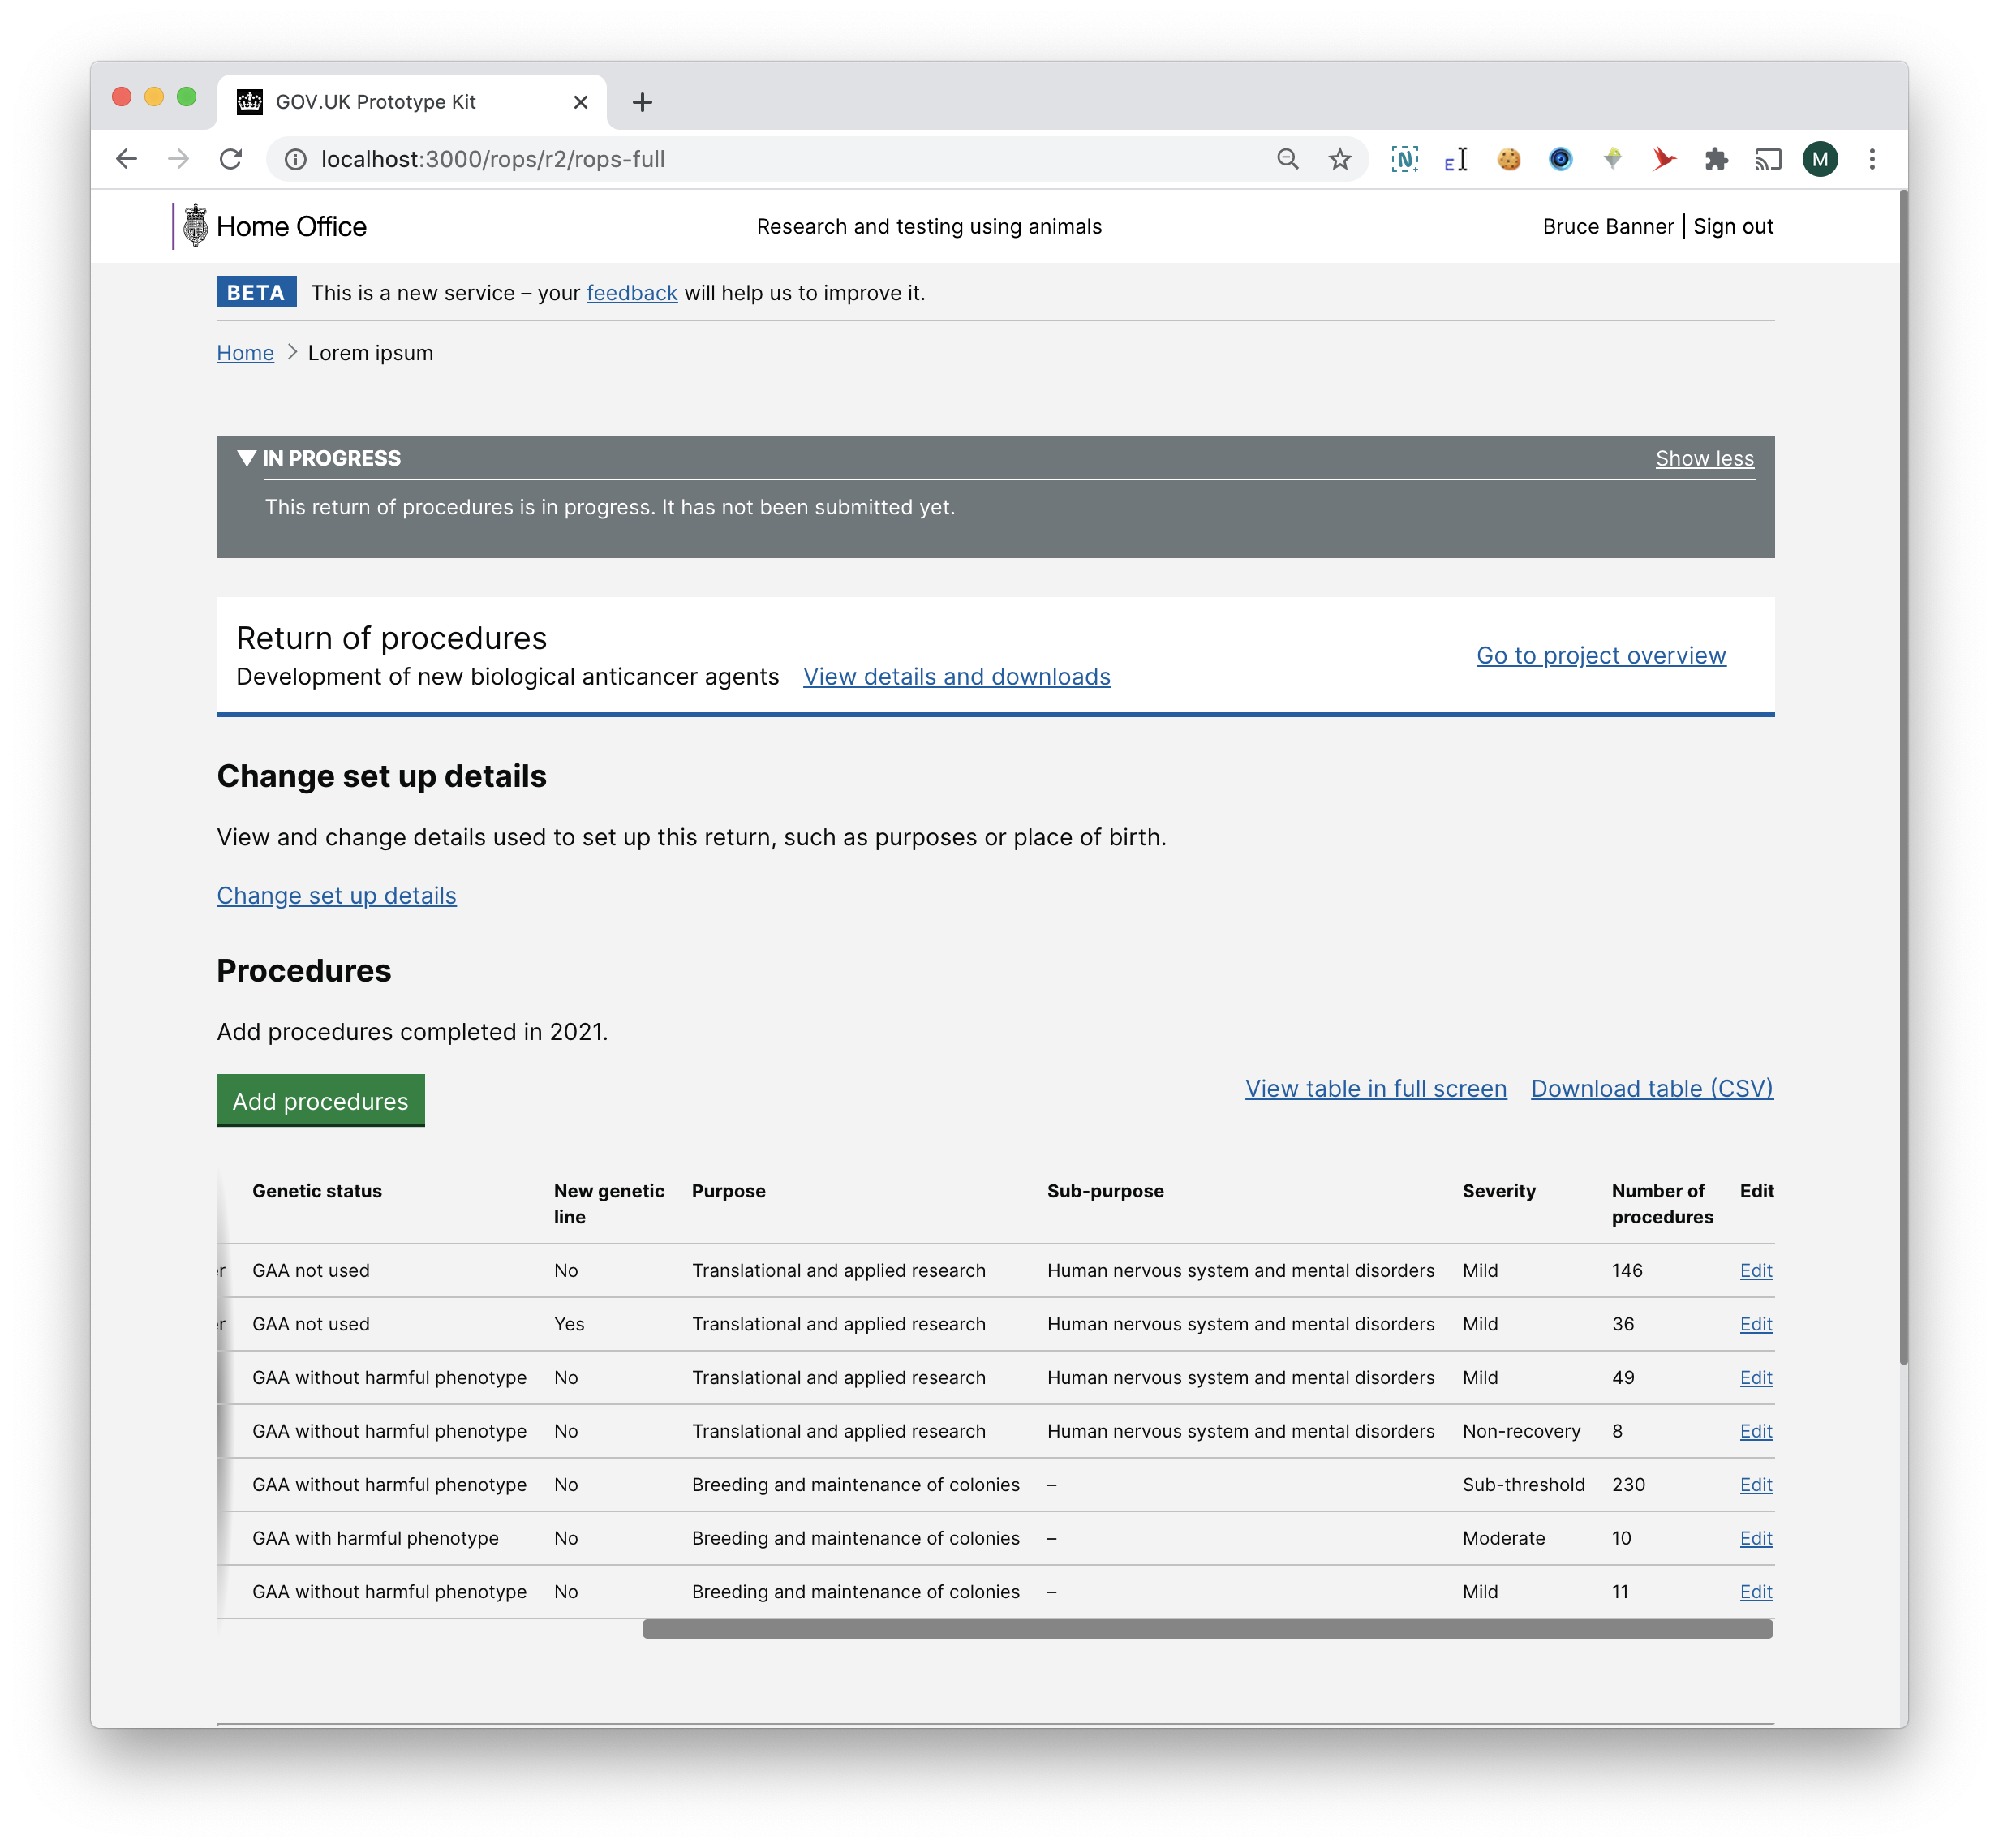 GOV.UK Prototype Kit
localhost:3000/rops/r2/rops-full
M
Home Office
Research and testing using animals
Bruce Banner | Sign out
BETA This is a new service – your feedback will help us to improve it.
Home > Lorem ipsum
▼ IN PROGRESS Show less
This return of procedures is in progress. It has not been submitted yet.
Return of procedures
Development of new biological anticancer agents View details and downloads
Go to project overview
Change set up details
View and change details used to set up this return, such as purposes or place of birth.
Change set up details
Procedures
Add procedures completed in 2021.
Add procedures
View table in full screen Download table (CSV)
Genetic status New genetic line Purpose Sub-purpose Severity Number of procedures Edit
r GAA not used No Translational and applied research Human nervous system and mental disorders Mild 146 Edit
r GAA not used Yes Translational and applied research Human nervous system and mental disorders Mild 36 Edit
GAA without harmful phenotype No Translational and applied research Human nervous system and mental disorders Mild 49 Edit
GAA without harmful phenotype No Translational and applied research Human nervous system and mental disorders Non-recovery 8 Edit
GAA without harmful phenotype No Breeding and maintenance of colonies – Sub-threshold 230 Edit
GAA with harmful phenotype No Breeding and maintenance of colonies – Moderate 10 Edit
GAA without harmful phenotype No Breeding and maintenance of colonies – Mild 11 Edit